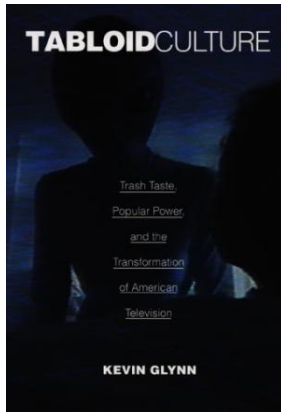 TABLOIDCULTURE
Trash Taste,
Popular Power,
and the
Transformation
of American
Television
KEVIN GLYNN